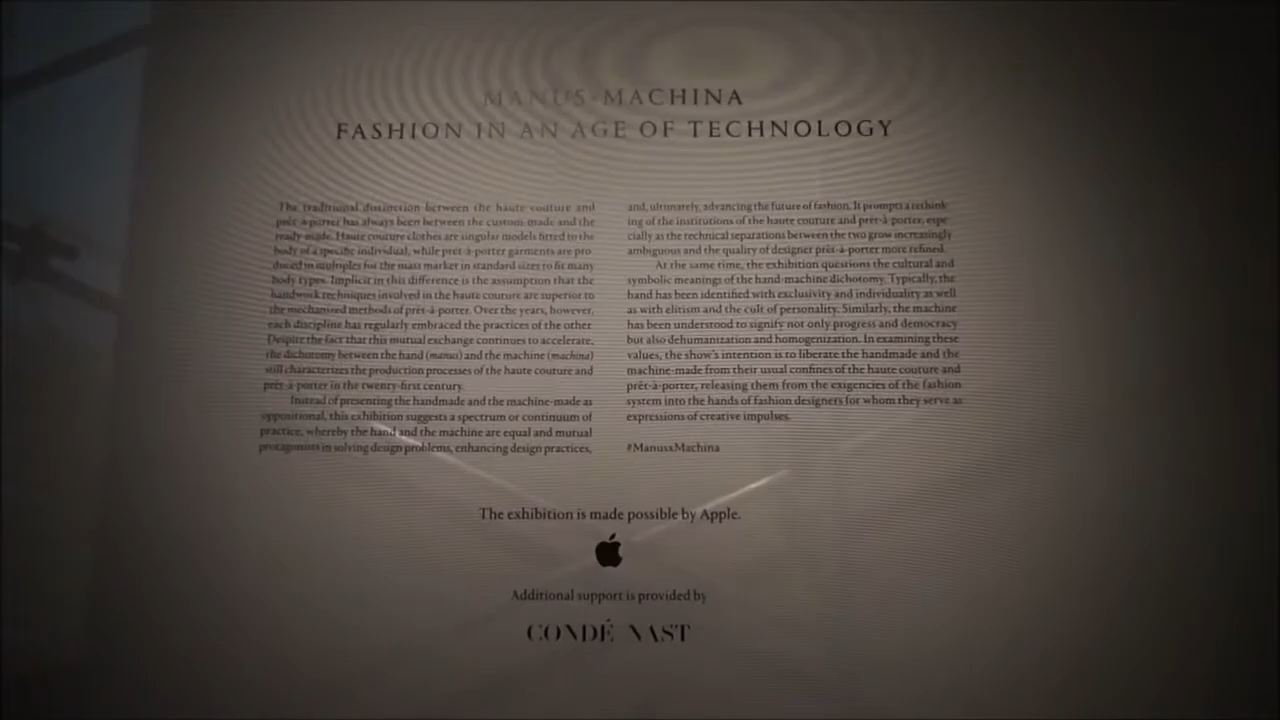 MANUS×MACHINA
FASHION IN AN AGE OF TECHNOLOGY
The traditional distinction between the haute couture and
prêt-à-porter has always been between the custom-made and the
ready-made. Haute couture clothes are singular models fitted to the
body of a specific individual, while prêt-à-porter garments are pro
duced in multiples for the mass market in standard sizes to fit many
body types. Implicit in this difference is the assumption that the
handwork techniques involved in the haute couture are superior to
the mechanized methods of prêt-à-porter. Over the years, however,
each discipline has regularly embraced the practices of the other
Despite the fact that this mutual exchange continues to accelerate,
the dichotomy between the hand (manus) and the machine (machina)
still characterizes the production processes of the haute couture and
prêt-à-porter in the twenty-first century.
Instead of presenting the handmade and the machine-made as
oppositional, this exhibition suggests a spectrum or continuum of
practice, whereby the hand and the machine are equal and mutual
protagonists in solving design problems, enhancing design practices,
and, ultimately, advancing the future of fashion. It prompts a rethink-
ing of the institutions of the haute couture and prêt-à-porter, espe
cially as the technical separations between the two grow increasingly
ambiguous and the quality of designer prêt-à-porter more refined.
At the same time, the exhibition questions the cultural and
symbolic meanings of the hand-machine dichotomy. Typically, the
hand has been identified with exclusivity and individuality as well
as with elitism and the cult of personality. Similarly, the machine
has been understood to signify not only progress and democracy
but also dehumanization and homogenization. In examining these
values, the show's intention is to liberate the handmade and the
machine-made from their usual confines of the haute couture and
prêt-à-porter, releasing them from the exigencies of the fashion
system into the hands of fashion designers for whom they serve as
expressions of creative impulses.
#ManusxMachina
The exhibition is made possible by Apple.
Additional support is provided by
CONDÉ NAST